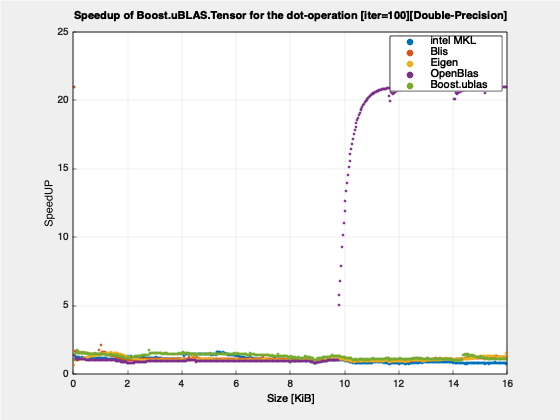 Speedup of Boost.uBLAS.Tensor for the dot-operation [iter=100][Double-Precision]
25
20
15
10
5
0
SpeedUP
intel MKL
Blis
Eigen
OpenBlas
Boost.ublas
0 2 4 6 8 10 12 14 16
Size [KiB]